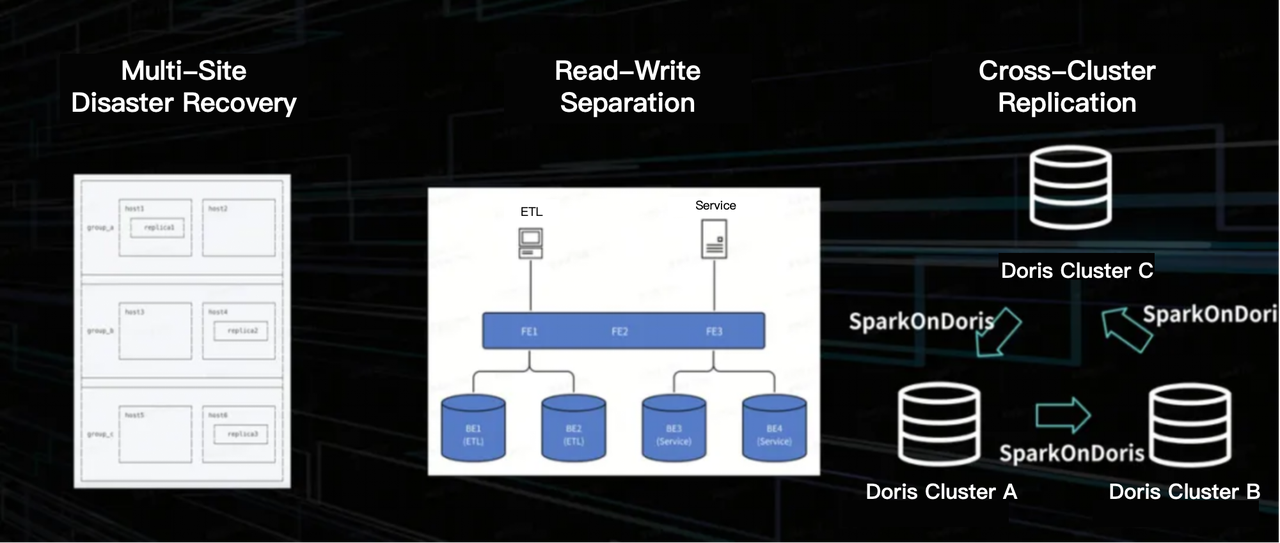 Multi-Site
Disaster Recovery
group_a
host1
replica1
host2
group_b
host3
host4
replica2
group_c
host5
host6
replica3
Read-Write
Separation
ETL
Service
FE1
FE2
FE3
BE1
(ETL)
BE2
(ETL)
BE3
(Service)
BE4
(Service)
Cross-Cluster
Replication
Doris Cluster C
SparkOnDoris
SparkOnDori
SparkOnDoris
Doris Cluster A
Doris Cluster B